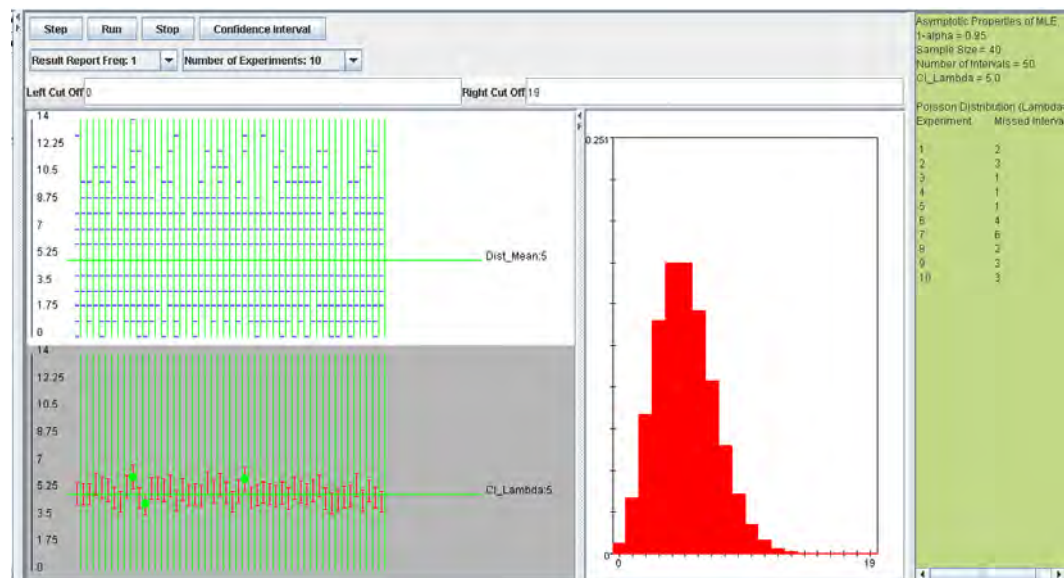 Step Run Stop Confidence Interval
Result Report Freq: 1 Number of Experiments: 10
Left Cut Off 0 Right Cut Off 19
14
12.25
10.5
8.75
7
5.25
Dist_Mean:5
3.5
1.75
0
14
12.25
10.5
8.75
7
5.25
CI_Lambda:5
3.5
1.75
0
0.251
0
0 19
Asymptotic Properties of MLE
1-alpha = 0.95
Sample Size = 40
Number of Intervals = 50
CI_Lambda = 5.0
Poisson Distribution (Lambda
Experiment Missed Interva
1 2
2 3
3 1
4 1
5 1
6 4
7 6
8 2
9 3
10 3